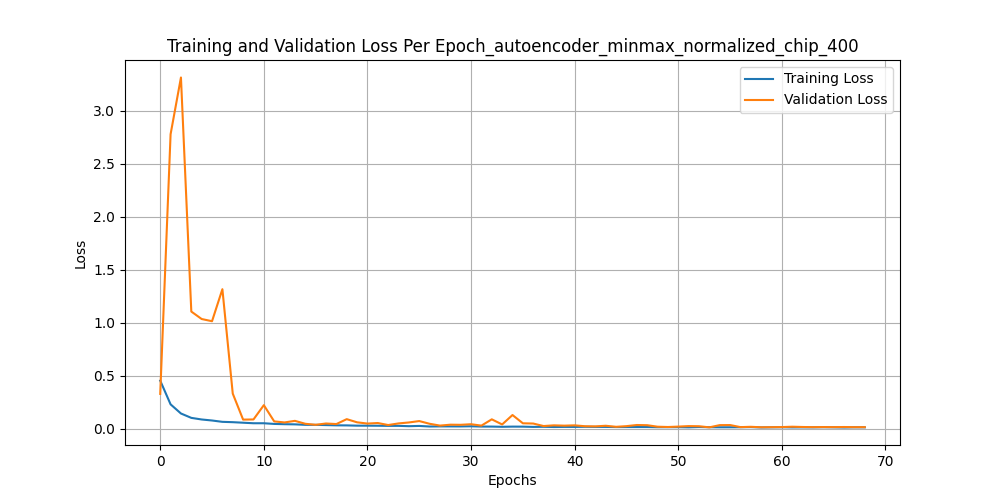 Training and Validation Loss Per Epoch_autoencoder_minmax_normalized_chip_400
Training Loss
Validation Loss
3.0
2.5
2.0
1.5
1.0
0.5
0.0
Loss
0 10 20 30 40 50 60 70
Epochs